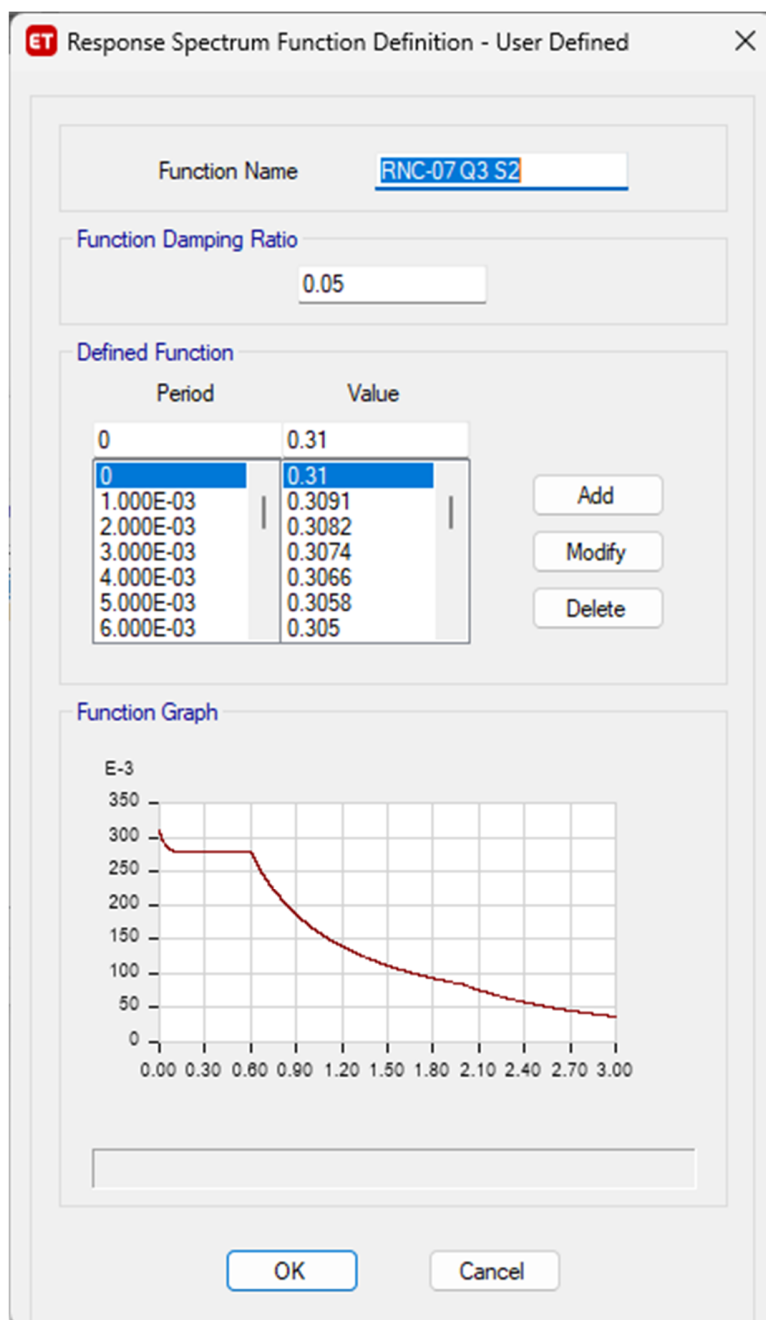 ET Response Spectrum Function Definition - User Defined
Function Name RNC-07 Q3 S2
Function Damping Ratio
0.05
Defined Function
Period Value
0 0.31
0 0.31
1.000E-03 0.3091
2.000E-03 0.3082
3.000E-03 0.3074
4.000E-03 0.3066
5.000E-03 0.3058
6.000E-03 0.305
Add
Modify
Delete
Function Graph
E-3
350
300
250
200
150
100
50
0
0.00 0.30 0.60 0.90 1.20 1.50 1.80 2.10 2.40 2.70 3.00
OK Cancel